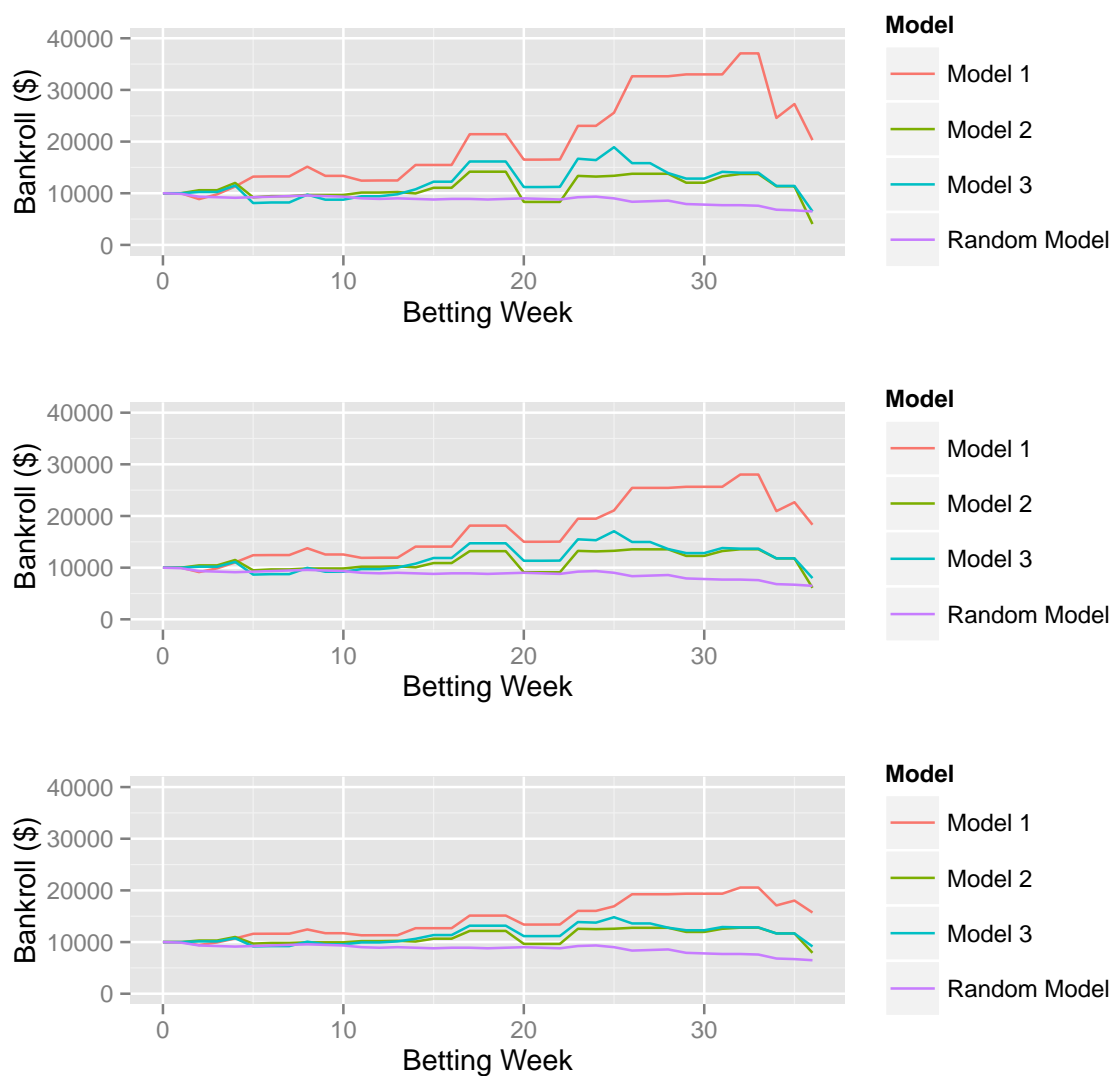 Model
Model 1
Model 2
Model 3
Random Model
Bankroll ($)
40000
30000
20000
10000
0
0 10 20 30
Betting Week
Model
Model 1
Model 2
Model 3
Random Model
Bankroll ($)
40000
30000
20000
10000
0
0 10 20 30
Betting Week
Model
Model 1
Model 2
Model 3
Random Model
Bankroll ($)
40000
30000
20000
10000
0
0 10 20 30
Betting Week